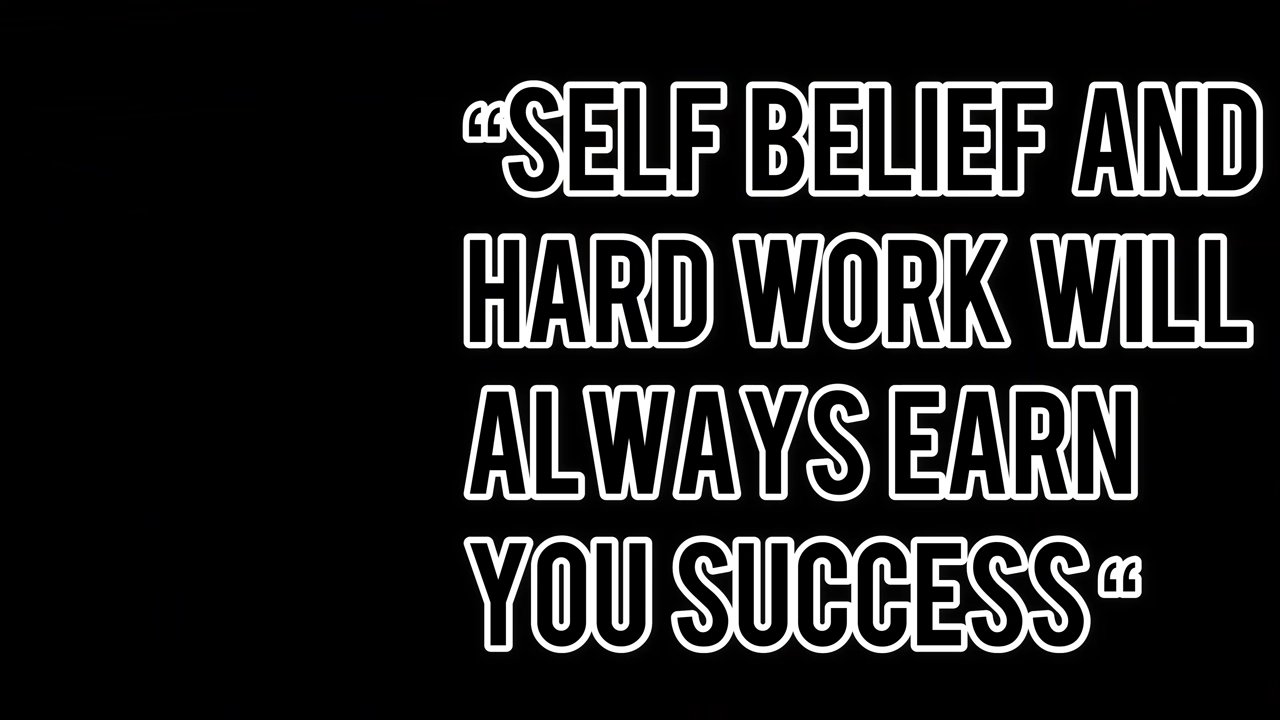 “SELF BELIEF AND
HARD WORK WILL
ALWAYS EARN
YOU SUCCESS“